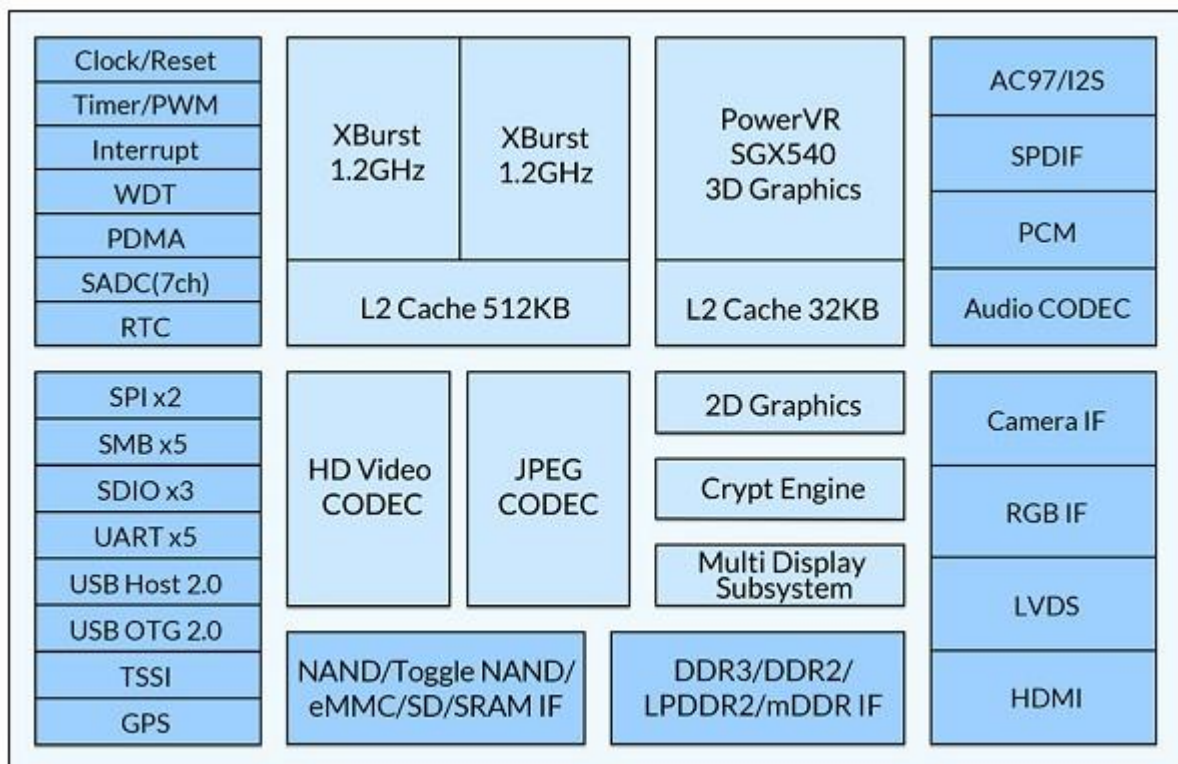 Clock/Reset
Timer/PWM
Interrupt
WDT
PDMA
SADC(7ch)
RTC
XBurst
1.2GHz
XBurst
1.2GHz
L2 Cache 512KB
PowerVR
SGX540
3D Graphics
L2 Cache 32KB
AC97/I2S
SPDIF
PCM
Audio CODEC
SPI x2
SMB x5
SDIO x3
UART x5
USB Host 2.0
USB OTG 2.0
TSSI
GPS
HD Video
CODEC
JPEG
CODEC
2D Graphics
Crypt Engine
Multi Display
Subsystem
NAND/Toggle NAND/
eMMC/SD/SRAM IF
DDR3/DDR2/
LPDDR2/mDDR IF
Camera IF
RGB IF
LVDS
HDMI